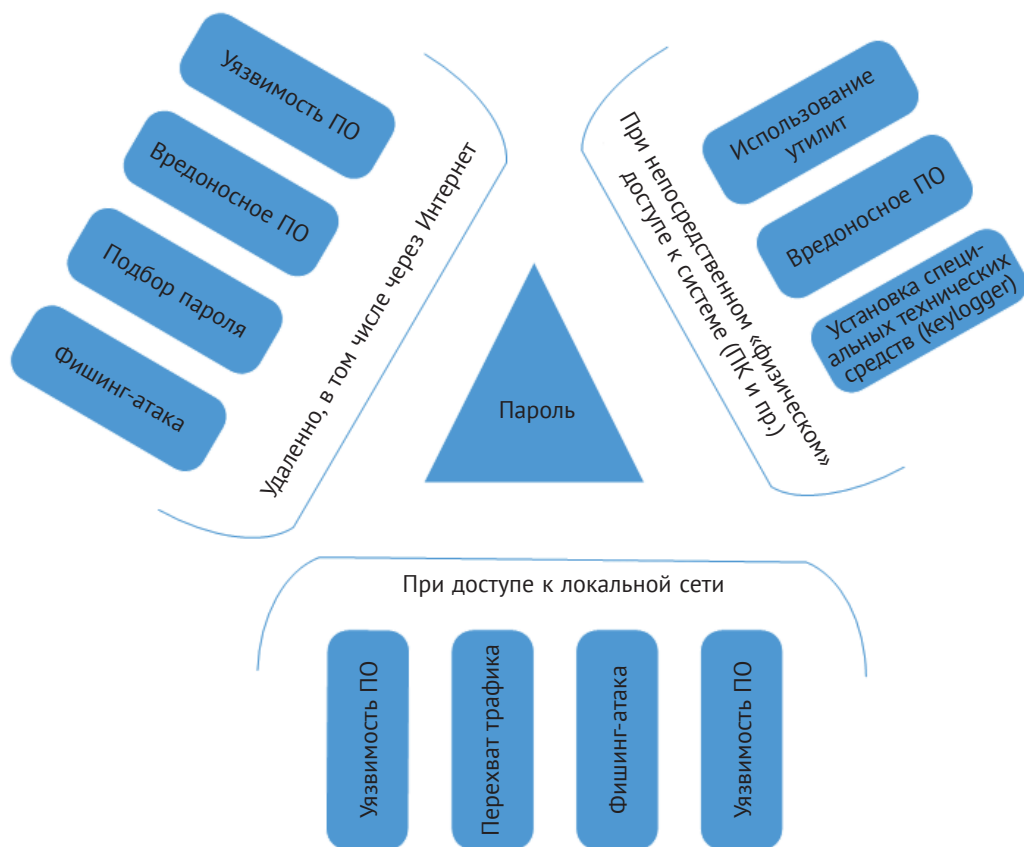 Уязвимость ПО
Вредоносное ПО
Подбор пароля
Фишинг-атака
Удаленно, в том числе через Интернет
Пароль
При непосредственном «физическом»
доступе к системе (ПК и пр.)
Использование
утилит
Вредоносное ПО
Установка специ-
альных технических
средств (keylogger)
При доступе к локальной сети
Уязвимость ПО
Перехват трафика
Фишинг-атака
Уязвимость ПО